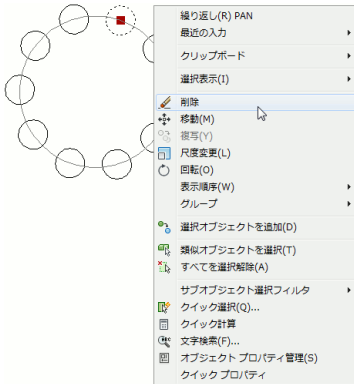 繰り返し(R) PAN
最近の入力
クリップボード
選択表示(I)
削除
移動(M)
複写(Y)
尺度変更(L)
回転(O)
表示順序(W)
グループ
選択オブジェクトを追加(D)
類似オブジェクトを選択(T)
すべてを選択解除(A)
サブオブジェクト選択フィルタ
クイック選択(Q)...
クイック計算
文字検索(F)...
オブジェクト プロパティ管理(S)
クイック プロパティ